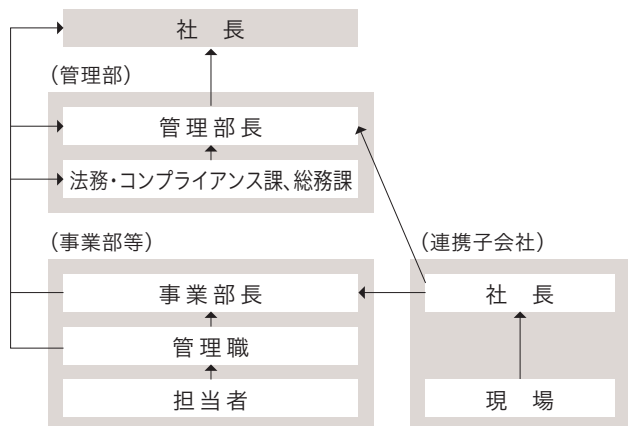 社　長
（管理部）
管理部長
法務・コンプライアンス課、総務課
（事業部等）
（連携子会社）
事業部長
社　長
管理職
担当者
現　場